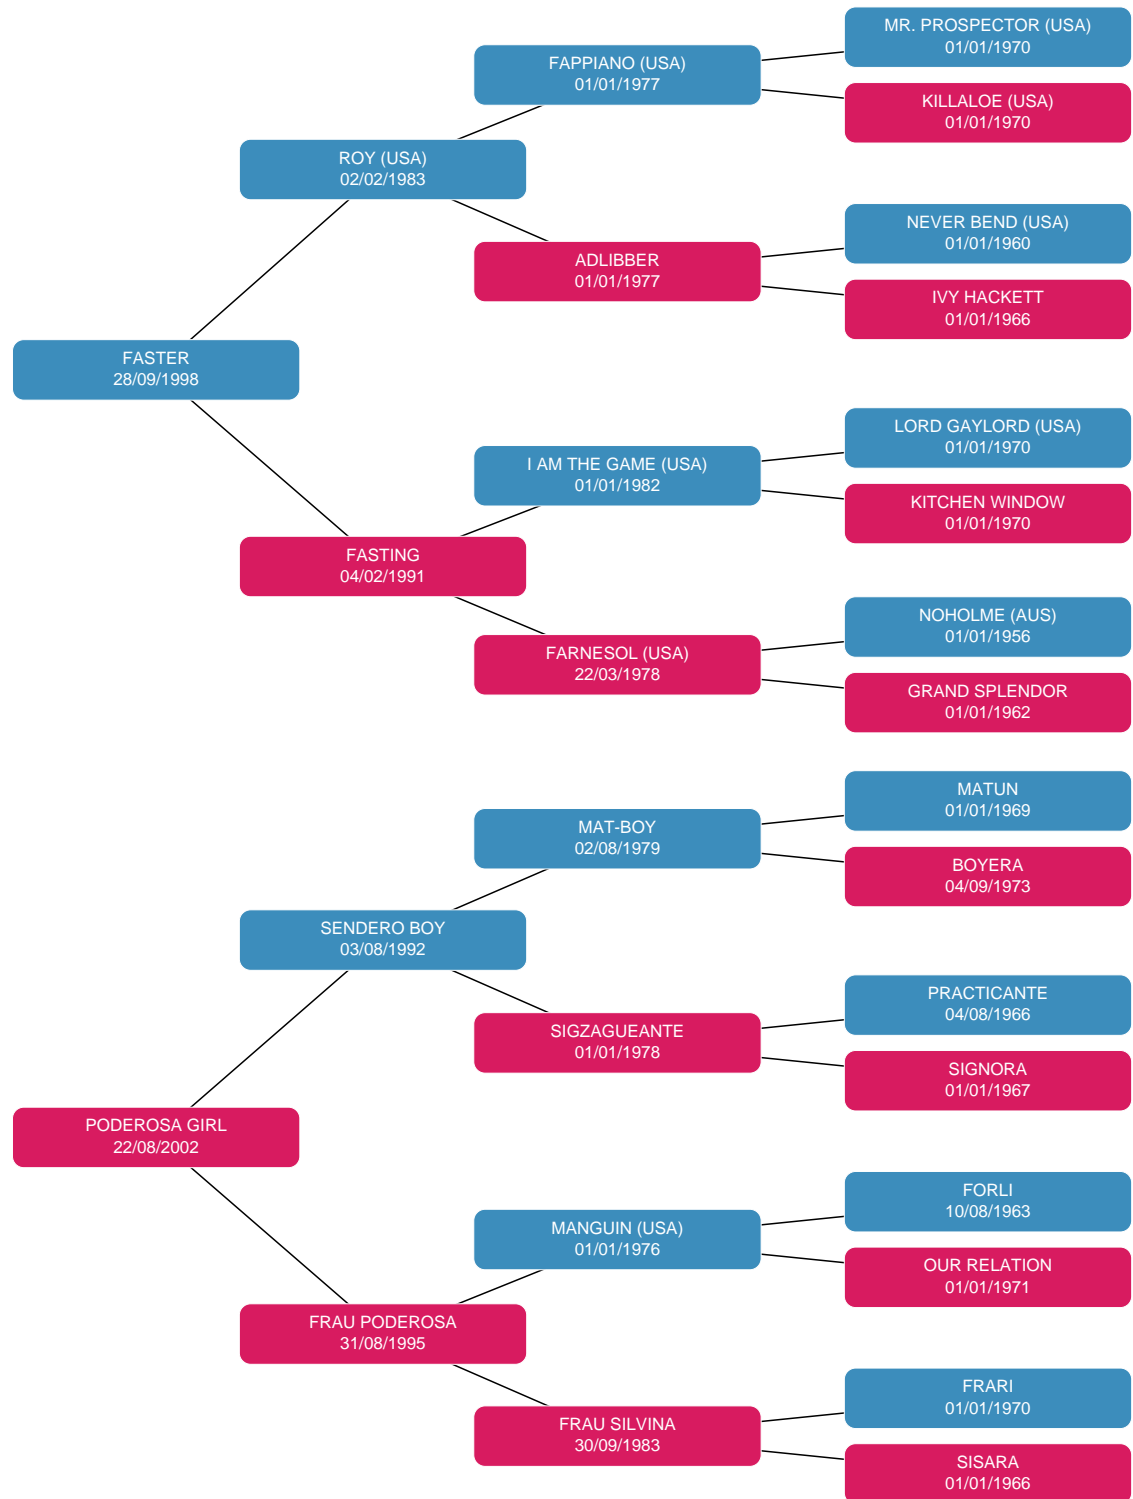 MR. PROSPECTOR (USA)
01/01/1970
FAPPIANO (USA)
01/01/1977
KILLALOE (USA)
01/01/1970
ROY (USA)
02/02/1983
NEVER BEND (USA)
01/01/1960
ADLIBBER
01/01/1977
IVY HACKETT
01/01/1966
FASTER
28/09/1998
LORD GAYLORD (USA)
01/01/1970
I AM THE GAME (USA)
01/01/1982
KITCHEN WINDOW
01/01/1970
FASTING
04/02/1991
NOHOLME (AUS)
01/01/1956
FARNESOL (USA)
22/03/1978
GRAND SPLENDOR
01/01/1962
MATUN
01/01/1969
MAT-BOY
02/08/1979
BOYERA
04/09/1973
SENDERO BOY
03/08/1992
PRACTICANTE
04/08/1966
SIGZAGUEANTE
01/01/1978
SIGNORA
01/01/1967
PODEROSA GIRL
22/08/2002
FORLI
10/08/1963
MANGUIN (USA)
01/01/1976
OUR RELATION
01/01/1971
FRAU PODEROSA
31/08/1995
FRARI
01/01/1970
FRAU SILVINA
30/09/1983
SISARA
01/01/1966